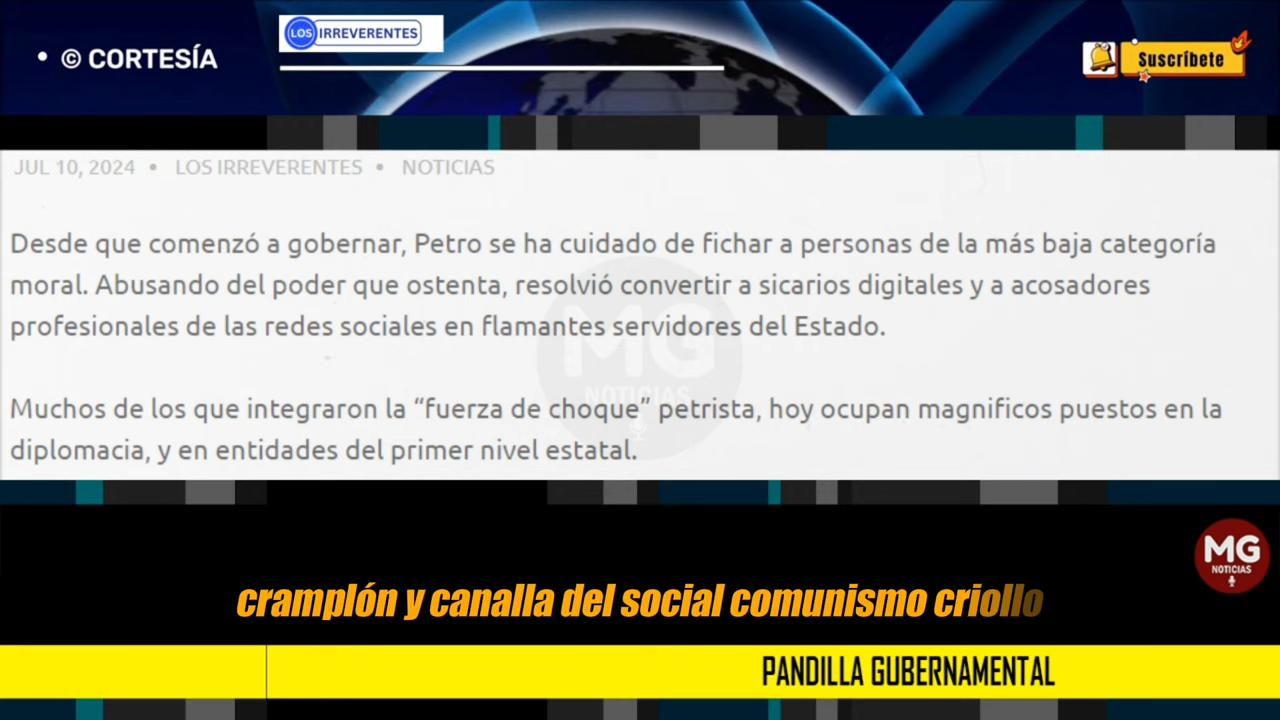 • © CORTESÍA
LOS IRREVERENTES
Suscríbete
JUL 10, 2024 • LOS IRREVERENTES • NOTICIAS
Desde que comenzó a gobernar, Petro se ha cuidado de fichar a personas de la más baja categoría
moral. Abusando del poder que ostenta, resolvió convertir a sicarios digitales y a acosadores
profesionales de las redes sociales en flamantes servidores del Estado.
MG
NOTICIAS
Muchos de los que integraron la “fuerza de choque” petrista, hoy ocupan magnificos puestos en la
diplomacia, y en entidades del primer nivel estatal.
MG
NOTICIAS
cramplón y canalla del social comunismo criollo
PANDILLA GUBERNAMENTAL